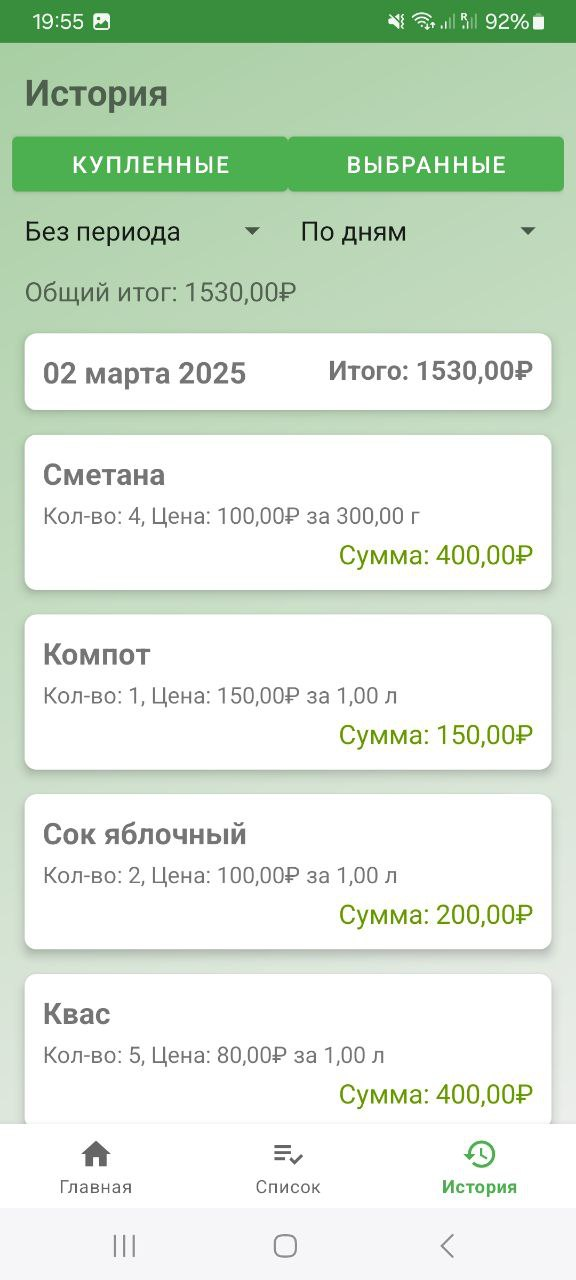 19:55 92%
История
КУПЛЕННЫЕ ВЫБРАННЫЕ
Без периода По дням
Общий итог: 1530,00₽
02 марта 2025 Итого: 1530,00₽
Сметана
Кол-во: 4, Цена: 100,00₽ за 300,00 г
Сумма: 400,00₽
Компот
Кол-во: 1, Цена: 150,00₽ за 1,00 л
Сумма: 150,00₽
Сок яблочный
Кол-во: 2, Цена: 100,00₽ за 1,00 л
Сумма: 200,00₽
Квас
Кол-во: 5, Цена: 80,00₽ за 1,00 л
Сумма: 400,00₽
Главная Список История